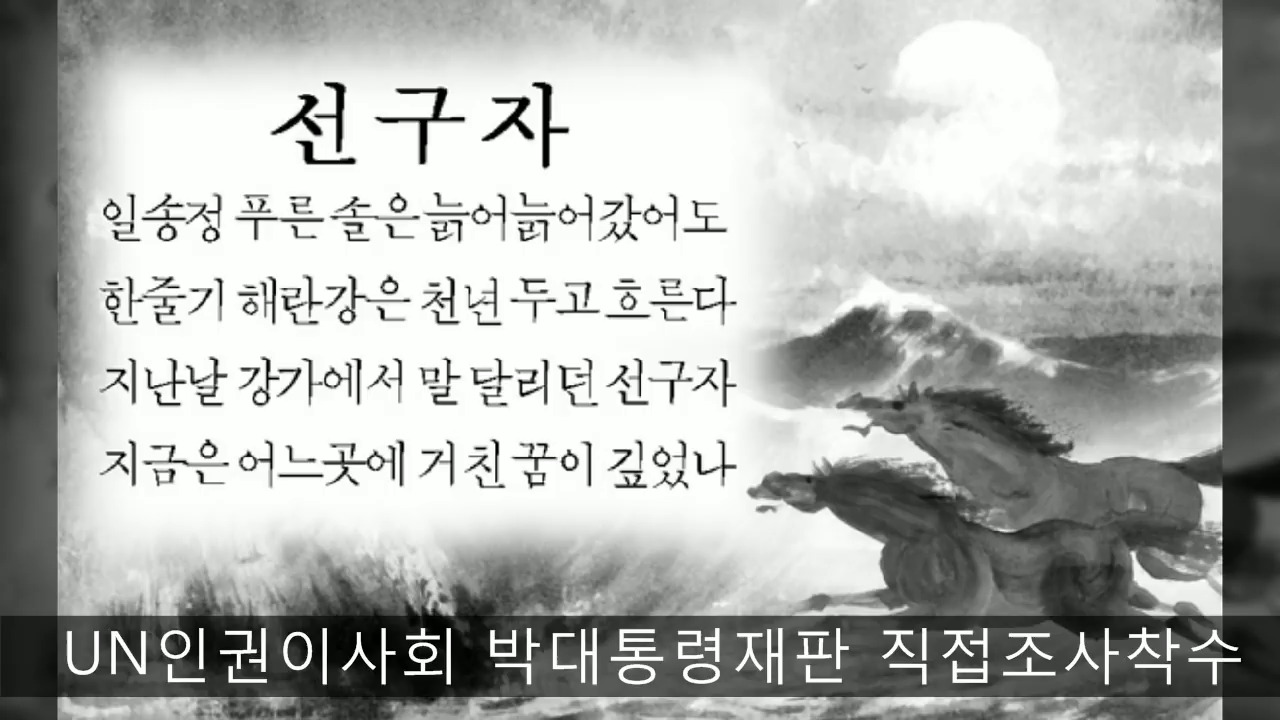 선구자
일송정 푸른 솔은 늙어늙어갔어도
한줄기 해란강은 천년 두고 흐른다
지난날 강가에서 말 달리던 선구자
지금은 어느곳에 거친 꿈이 깊었나
UN인권이사회 박대통령재판 직접조사착수